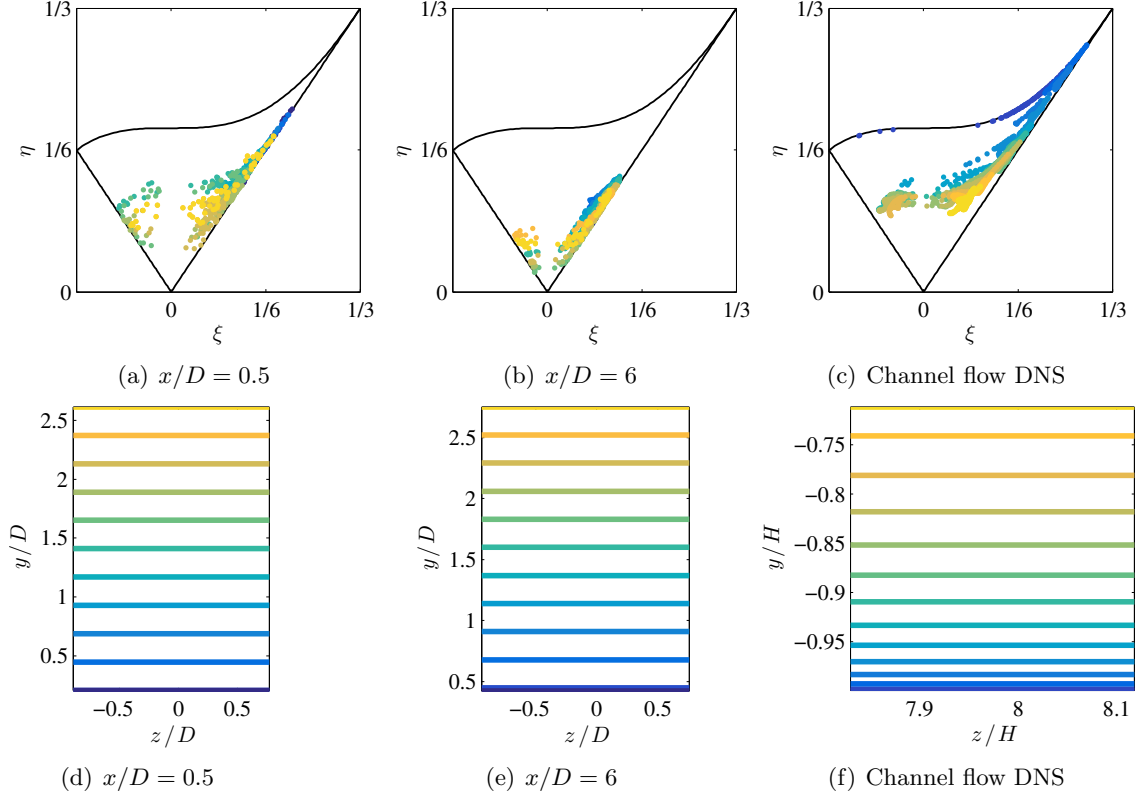 1/3
1/6
0
η
0
1/6
1/3
ξ
(a) x/D = 0.5
1/3
1/6
0
η
0
1/6
1/3
ξ
(b) x/D = 6
1/3
1/6
0
η
0
1/6
1/3
ξ
(c) Channel flow DNS
2.5
2
1.5
1
0.5
y/D
−0.5
0
0.5
z/D
(d) x/D = 0.5
2.5
2
1.5
1
0.5
y/D
−0.5
0
0.5
z/D
(e) x/D = 6
−0.75
−0.8
−0.85
−0.9
−0.95
y/H
7.9
8
8.1
z/H
(f) Channel flow DNS